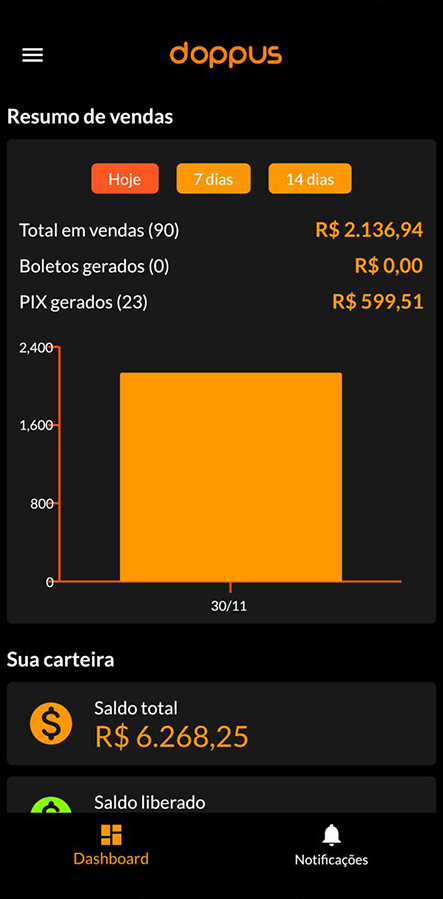 doppus
Resumo de vendas
Hoje 7 dias 14 dias
Total em vendas (90) R$ 2.136,94
Boletos gerados (0) R$ 0,00
PIX gerados (23) R$ 599,51
2,400
1,600
800
0
30/11
Sua carteira
Saldo total
R$ 6.268,25
Saldo liberado
Dashboard Notificações